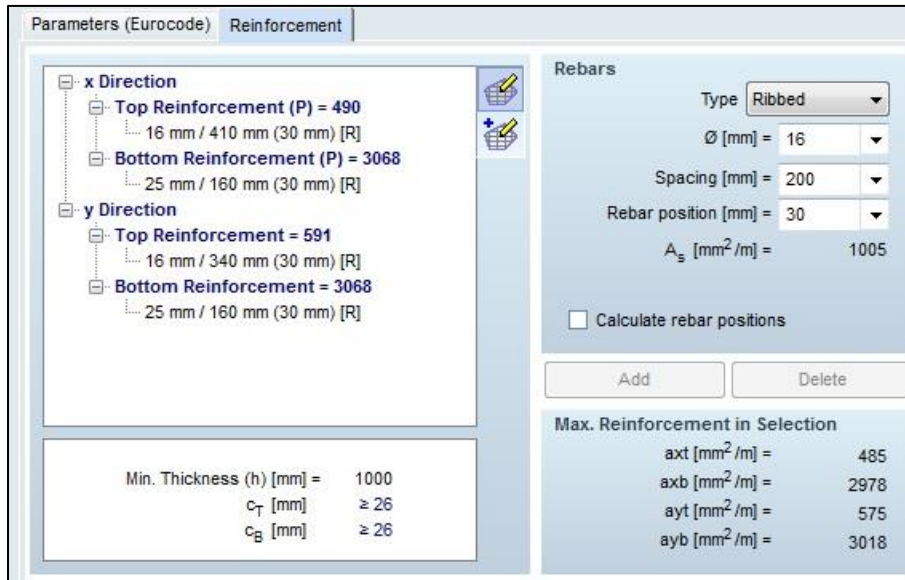 Parameters (Eurocode) Reinforcement
x Direction
Top Reinforcement (P) = 490
16 mm / 410 mm (30 mm) [R]
Bottom Reinforcement (P) = 3068
25 mm / 160 mm (30 mm) [R]
y Direction
Top Reinforcement = 591
16 mm / 340 mm (30 mm) [R]
Bottom Reinforcement = 3068
25 mm / 160 mm (30 mm) [R]
Min. Thickness (h) [mm] = 1000
cT [mm] ≥ 26
cB [mm] ≥ 26
Rebars
Type Ribbed
Ø [mm] = 16
Spacing [mm] = 200
Rebar position [mm] = 30
As [mm²/m] = 1005
Calculate rebar positions
Add Delete
Max. Reinforcement in Selection
axt [mm²/m] = 485
axb [mm²/m] = 2978
ayt [mm²/m] = 575
ayb [mm²/m] = 3018